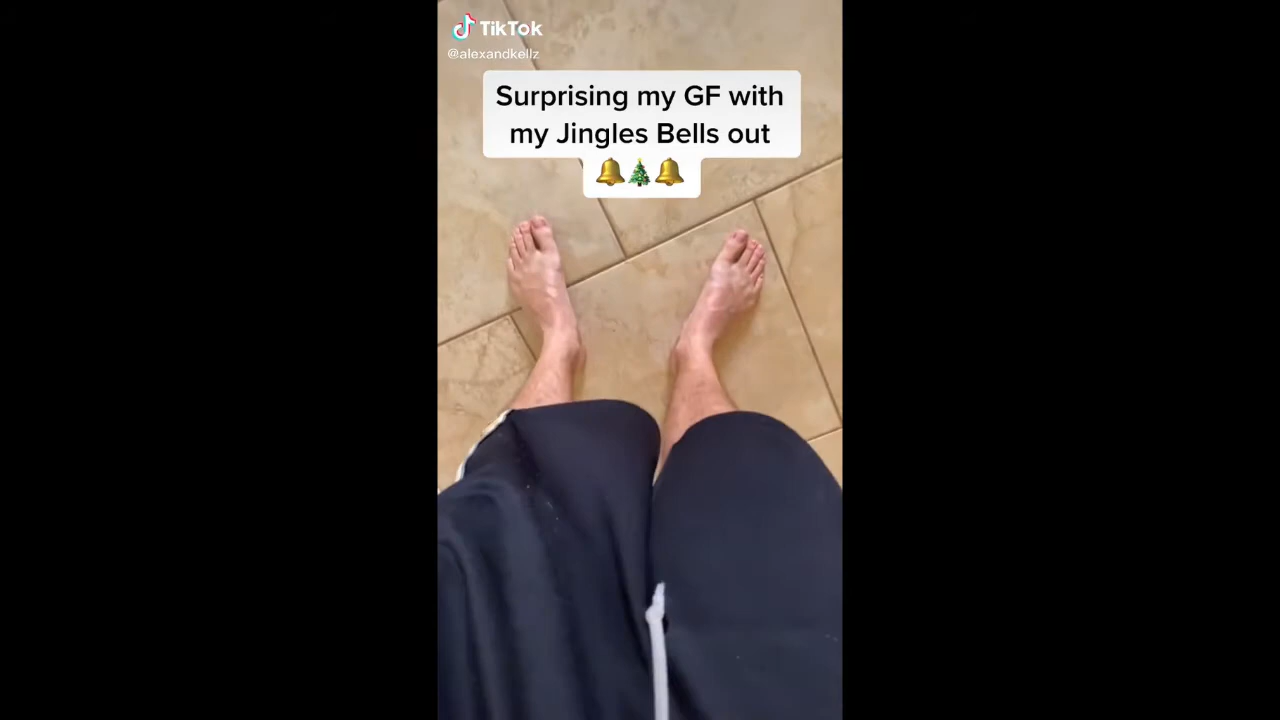 TikTok
@alexandkellz
Surprising my GF with
my Jingles Bells out
🔔🎄🔔